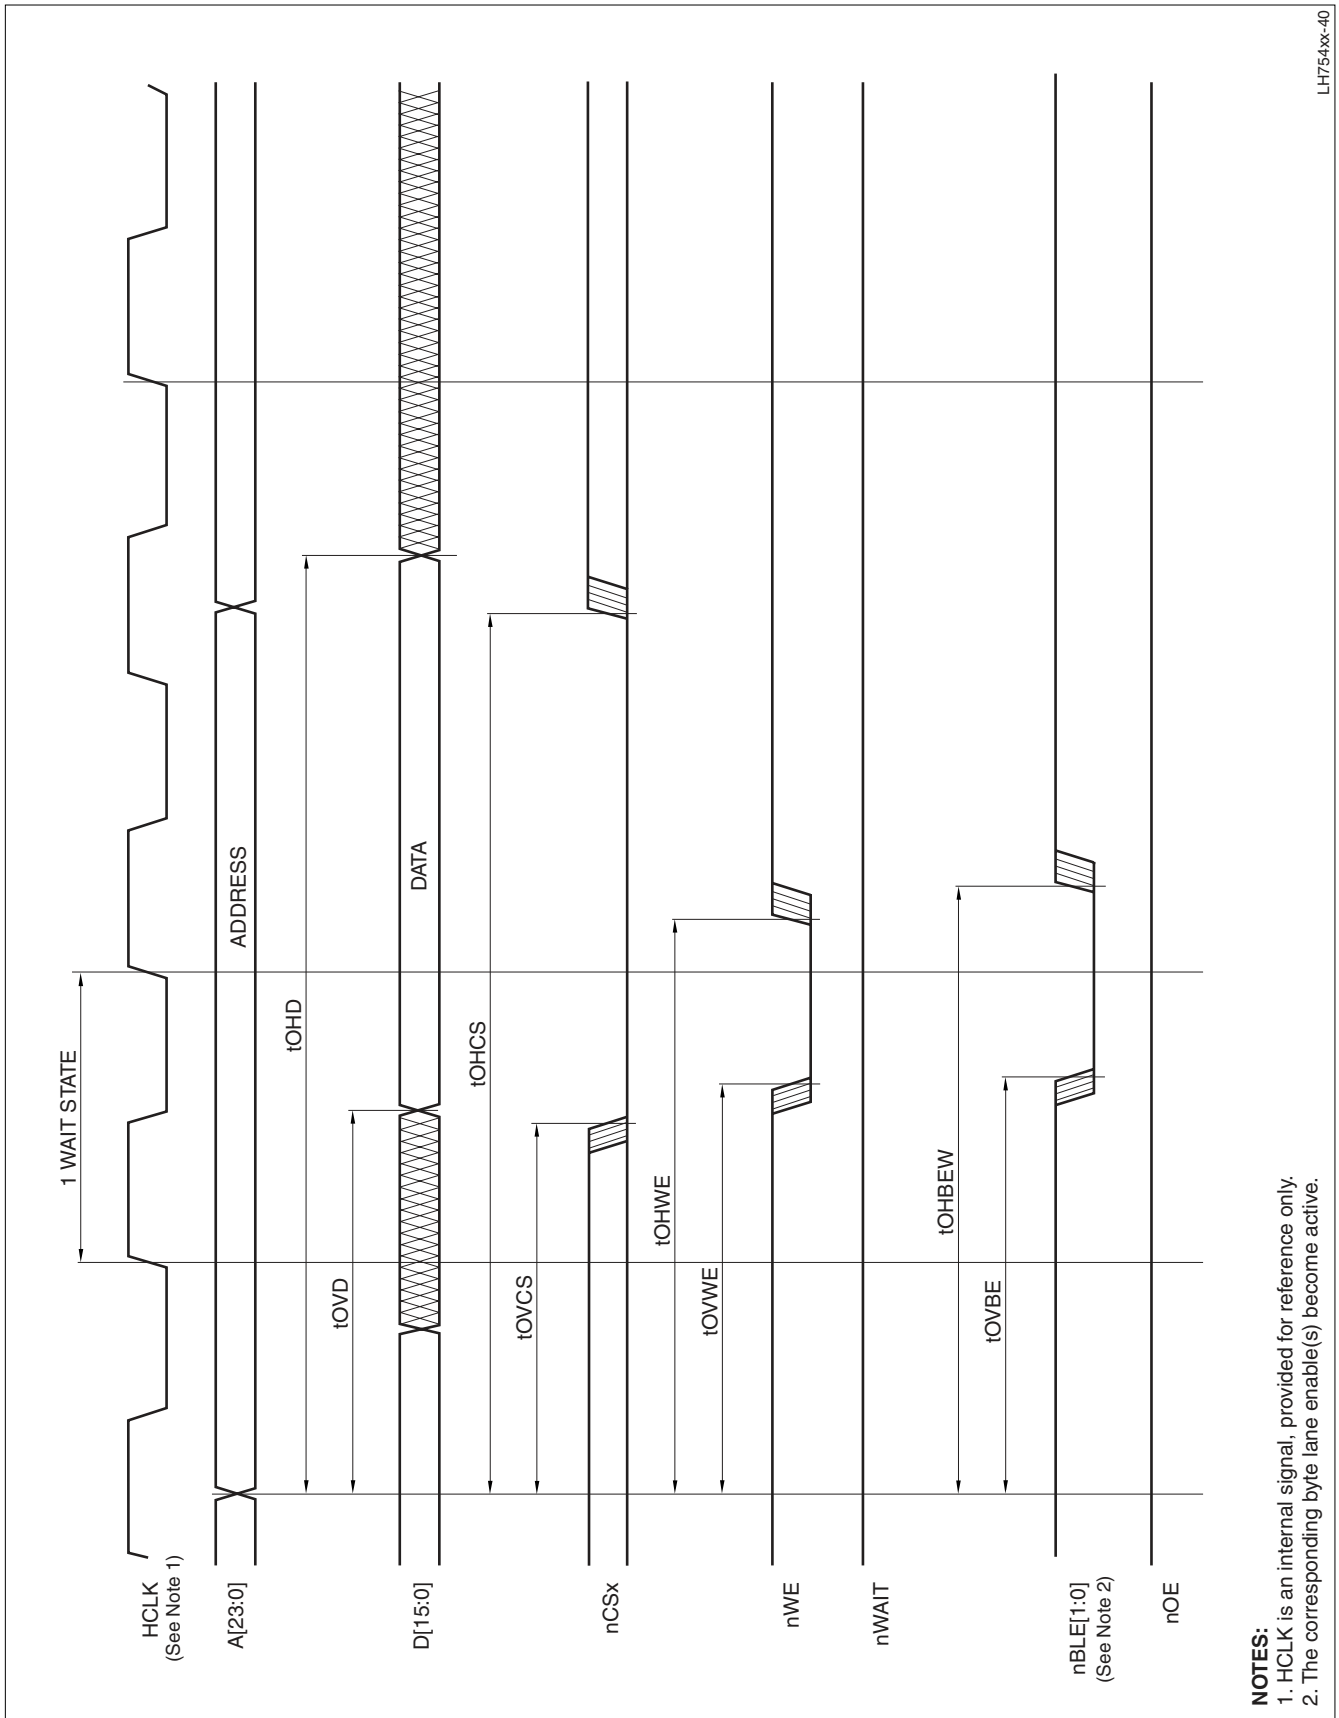 1 WAIT STATE
HCLK
(See Note 1)
A[23:0]
ADDRESS
tOHD
tOVD
D[15:0]
DATA
tOHCS
tOVCS
nCSx
tOHWE
tOVWE
nWE
nWAIT
tOHBEW
tOVBE
nBLE[1:0]
(See Note 2)
nOE
NOTES:
1. HCLK is an internal signal, provided for reference only.
2. The corresponding byte lane enable(s) become active.
LH754xx-40